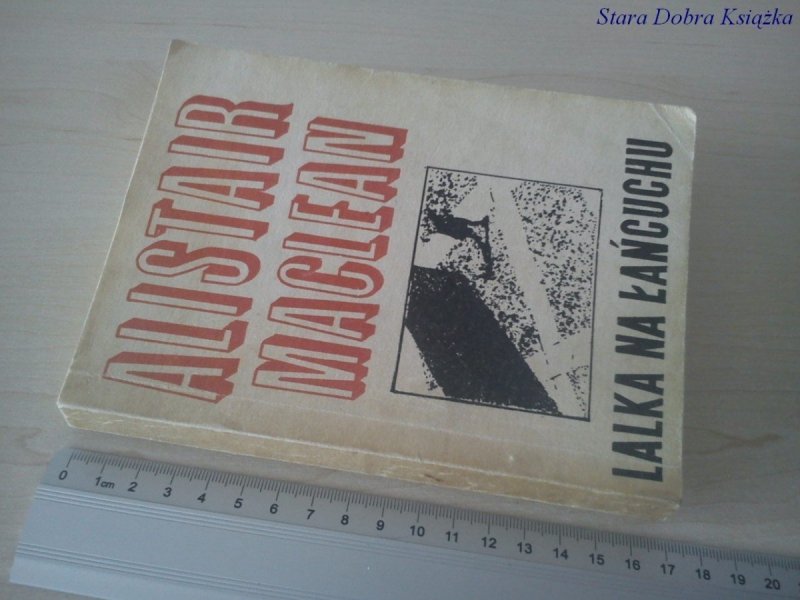 Stara Dobra Książka
ALISTAIR
MACLEAN
LALKA NA ŁAŃCUCHU
0 1cm 2 3 4 5 6 7 8 9 10 11 12 13 14 15 16 17 18 19 20